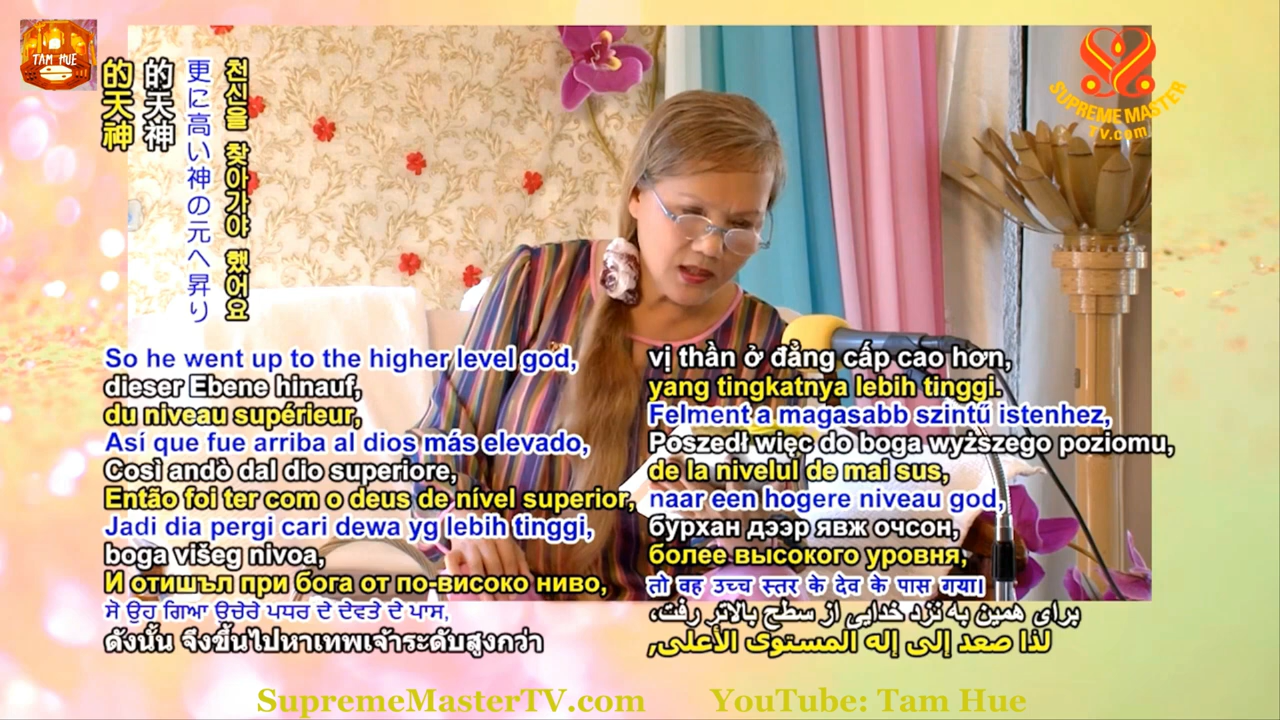 TAM HUE
的天神
的天神
更に高い神の元へ昇り
천신을 찾아가야 했어요
SUPREME MASTER
TV.com
So he went up to the higher level god,
dieser Ebene hinauf,
du niveau supérieur,
Así que fue arriba al dios más elevado,
Così andò dal dio superiore,
Então foi ter com o deus de nível superior,
Jadi dia pergi cari dewa yg lebih tinggi,
boga višeg nivoa,
И отишъл при бога от по-високо ниво,
ਸੋ ਉਹ ਗਿਆ ਉਚੇਰੇ ਪਧਰ ਦੇ ਦੇਵਤੇ ਦੇ ਪਾਸ,
ดังนั้น จึงขึ้นไปหาเทพเจ้าระดับสูงกว่า
vị thần ở đẳng cấp cao hơn,
yang tingkatnya lebih tinggi.
Felment a magasabb szintű istenhez,
Poszedł więc do boga wyższego poziomu,
de la nivelul de mai sus,
naar een hogere niveau god,
бурхан дээр явж очсон,
более высокого уровня,
तो वह उच्च स्तर के देव के पास गया।
برای همین به نزد خدایی از سطح بالاتر رفت،
لذا صعد إلى إله المستوى الأعلى,
SupremeMasterTV.com YouTube: Tam Hue